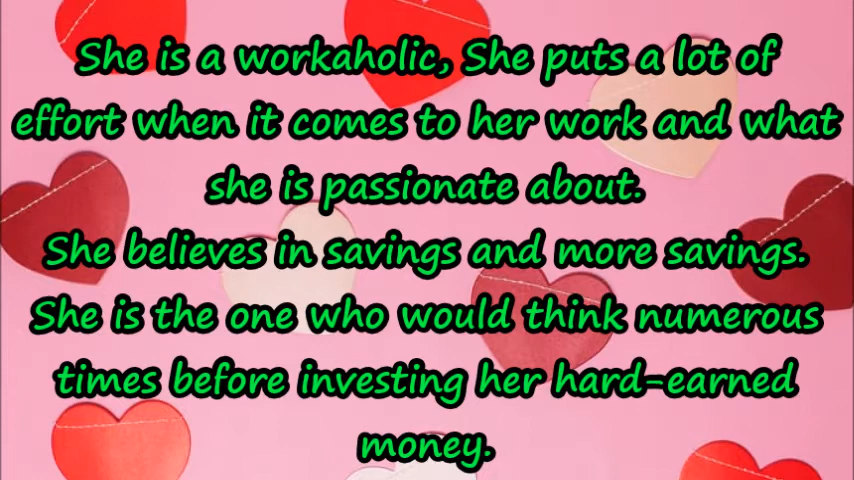 She is a workaholic, She puts a lot of
effort when it comes to her work and what
she is passionate about.
She believes in savings and more savings.
She is the one who would think numerous
times before investing her hard-earned
money.